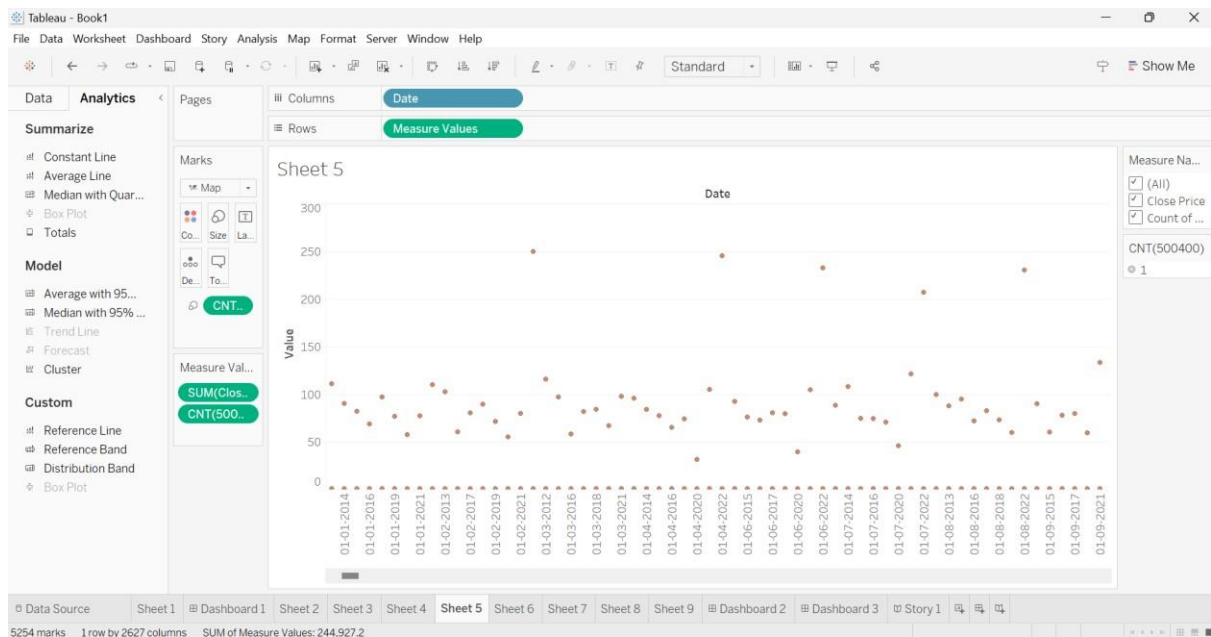 Tableau - Book1
File Data Worksheet Dashboard Story Analysis Map Format Server Window Help
Standard
Show Me
Data Analytics
Pages
Columns Date
Rows Measure Values
Summarize
Constant Line
Average Line
Median with Quar...
Box Plot
Totals
Model
Average with 95...
Median with 95% ...
Trend Line
Forecast
Cluster
Custom
Reference Line
Reference Band
Distribution Band
Box Plot
Marks
Map
Co... Size La...
De... To...
CNT..
Measure Val...
SUM(Clos..
CNT(500..
Sheet 5
Date
Value
300
250
200
150
100
50
0
01-01-2014
01-01-2016
01-01-2019
01-01-2021
01-02-2013
01-02-2017
01-02-2019
01-02-2021
01-03-2012
01-03-2016
01-03-2018
01-03-2021
01-04-2014
01-04-2016
01-04-2020
01-04-2022
01-06-2015
01-06-2017
01-06-2020
01-06-2022
01-07-2014
01-07-2016
01-07-2020
01-07-2022
01-08-2013
01-08-2016
01-08-2018
01-08-2022
01-09-2015
01-09-2017
01-09-2021
Measure Na...
(All)
Close Price
Count of ...
CNT(500400)
1
Data Source Sheet 1 Dashboard 1 Sheet 2 Sheet 3 Sheet 4 Sheet 5 Sheet 6 Sheet 7 Sheet 8 Sheet 9 Dashboard 2 Dashboard 3 Story 1
5254 marks 1 row by 2627 columns SUM of Measure Values: 244,927.2